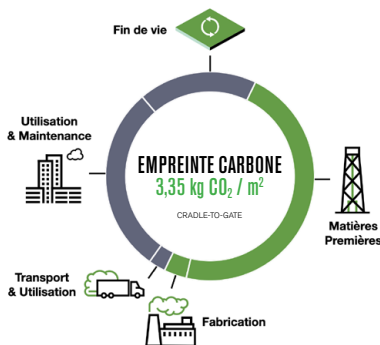 Fin de vie
Utilisation
& Maintenance
EMPREINTE CARBONE
3,35 kg CO₂ / m²
CRADLE-TO-GATE
Matières
Premières
Transport
& Utilisation
Fabrication